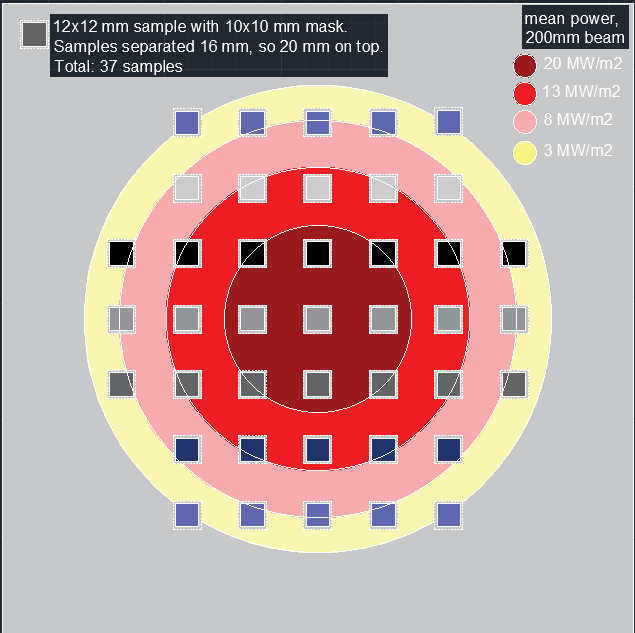 12x12 mm sample with 10x10 mm mask.
Samples separated 16 mm, so 20 mm on top.
Total: 37 samples
mean power,
200mm beam
20 MW/m2
13 MW/m2
8 MW/m2
3 MW/m2